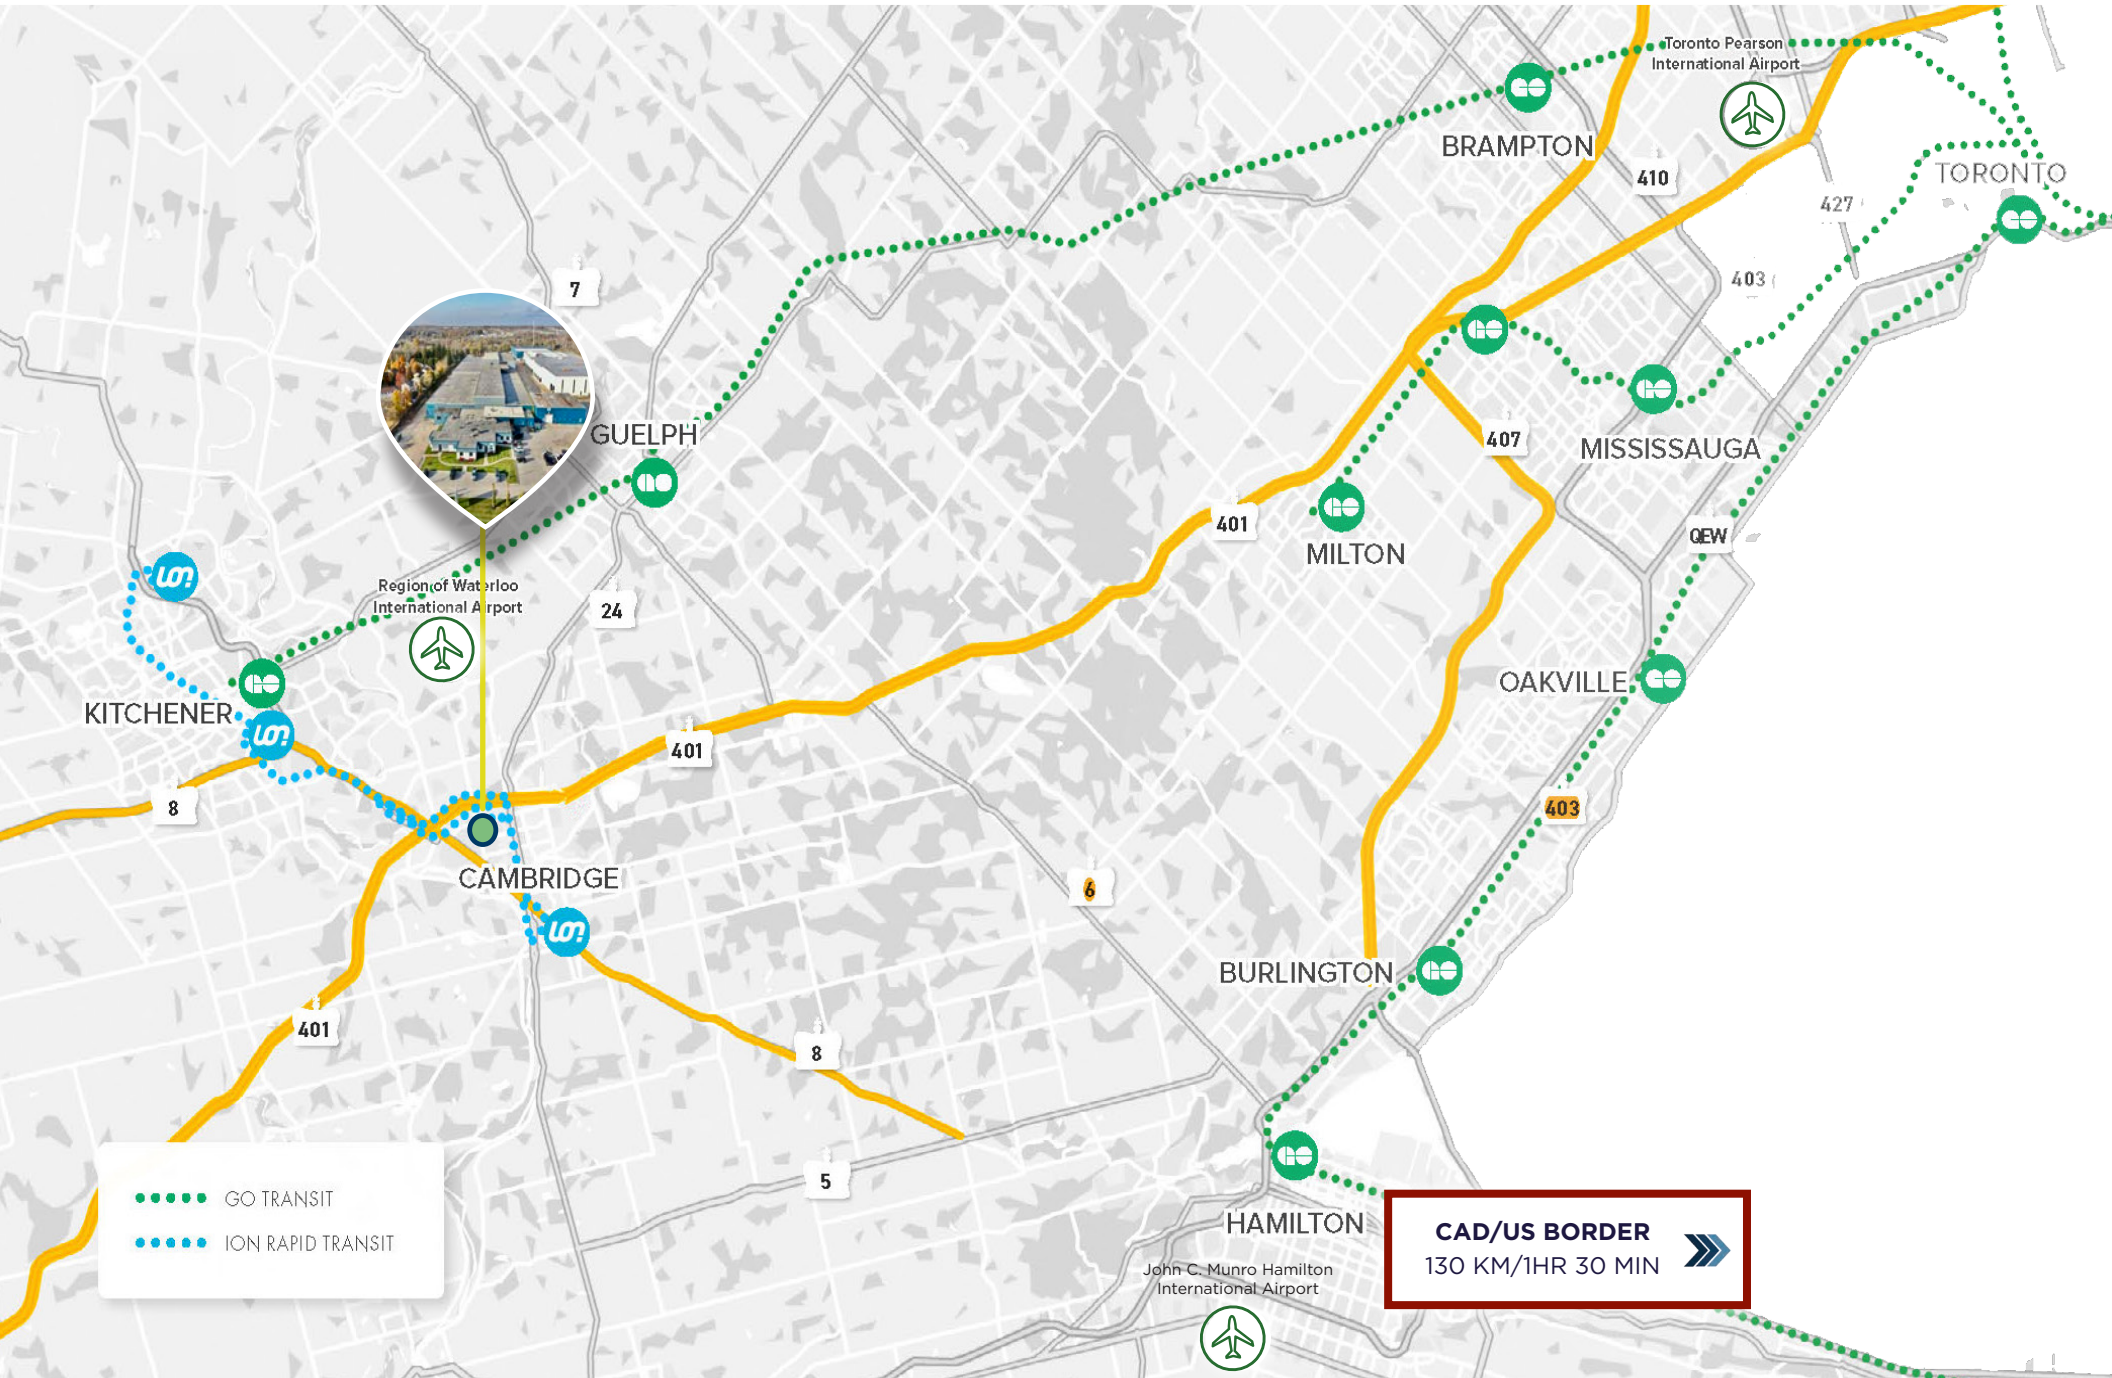 Toronto Pearson
International Airport
BRAMPTON
410
TORONTO
427
403
7
GUELPH
407
MISSISSAUGA
401
MILTON
QEW
Region of Waterloo
International Airport
24
OAKVILLE
KITCHENER
401
8
403
CAMBRIDGE
6
BURLINGTON
401
8
5
GO TRANSIT
ION RAPID TRANSIT
HAMILTON
CAD/US BORDER
130 KM/1HR 30 MIN
John C. Munro Hamilton
International Airport